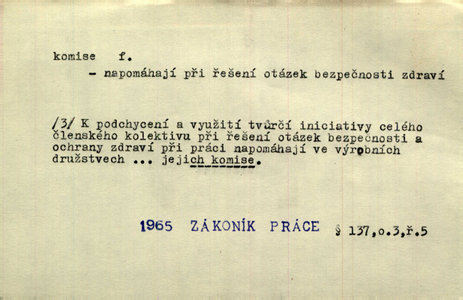 komise f.
- napomáhají při řešení otázek bezpečnosti zdraví
/3/ K podchycení a využití tvůrčí iniciativy celého
členského kolektivu při řešení otázek bezpečnosti a
ochrany zdraví při práci napomáhají ve výrobních
družstvech ... jejich komise.
1965 ZÁKONÍK PRÁCE § 137,o.3,ř.5